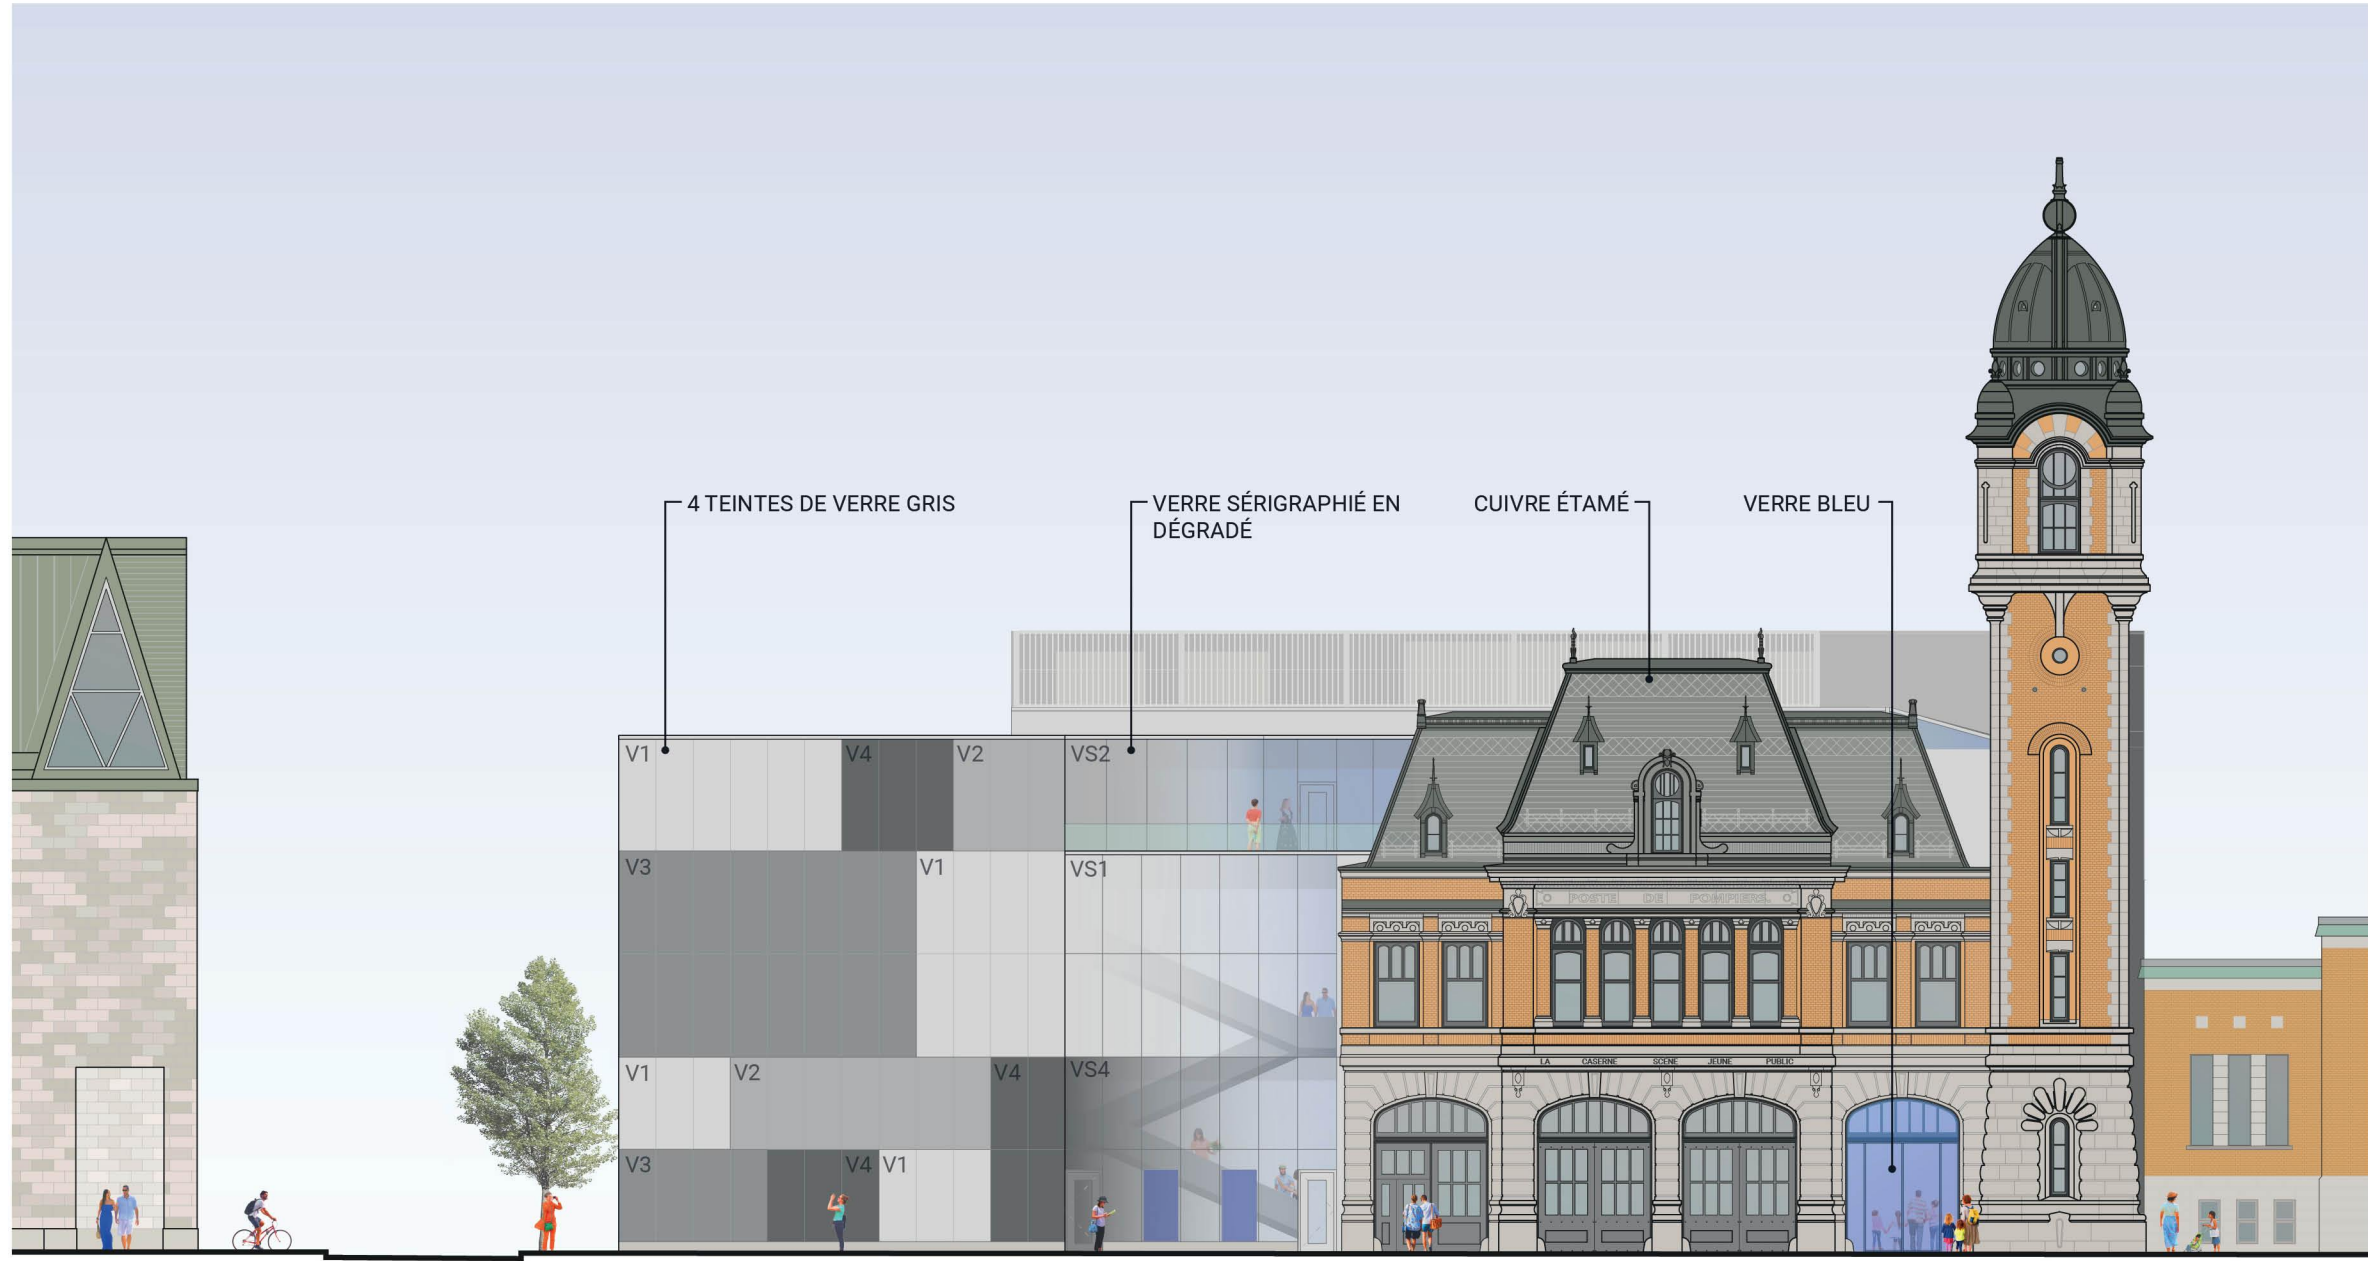 4 TEINTES DE VERRE GRIS
VERRE SÉRIGRAPHIÉ EN
DÉGRADÉ
CUIVRE ÉTAMÉ
VERRE BLEU
V1
V4
V2
VS2
V3
V1
VS1
POSTE DE POMPIERS.
LA CASERNE SCÈNE JEUNE PUBLIC
V1
V2
V4
VS4
V3
V4
V1